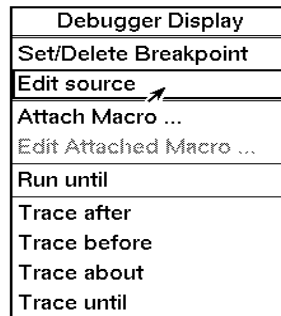 Debugger Display
Set/Delete Breakpoint
Edit source
Attach Macro ...
Edit Attached Macro ...
Run until
Trace after
Trace before
Trace about
Trace until